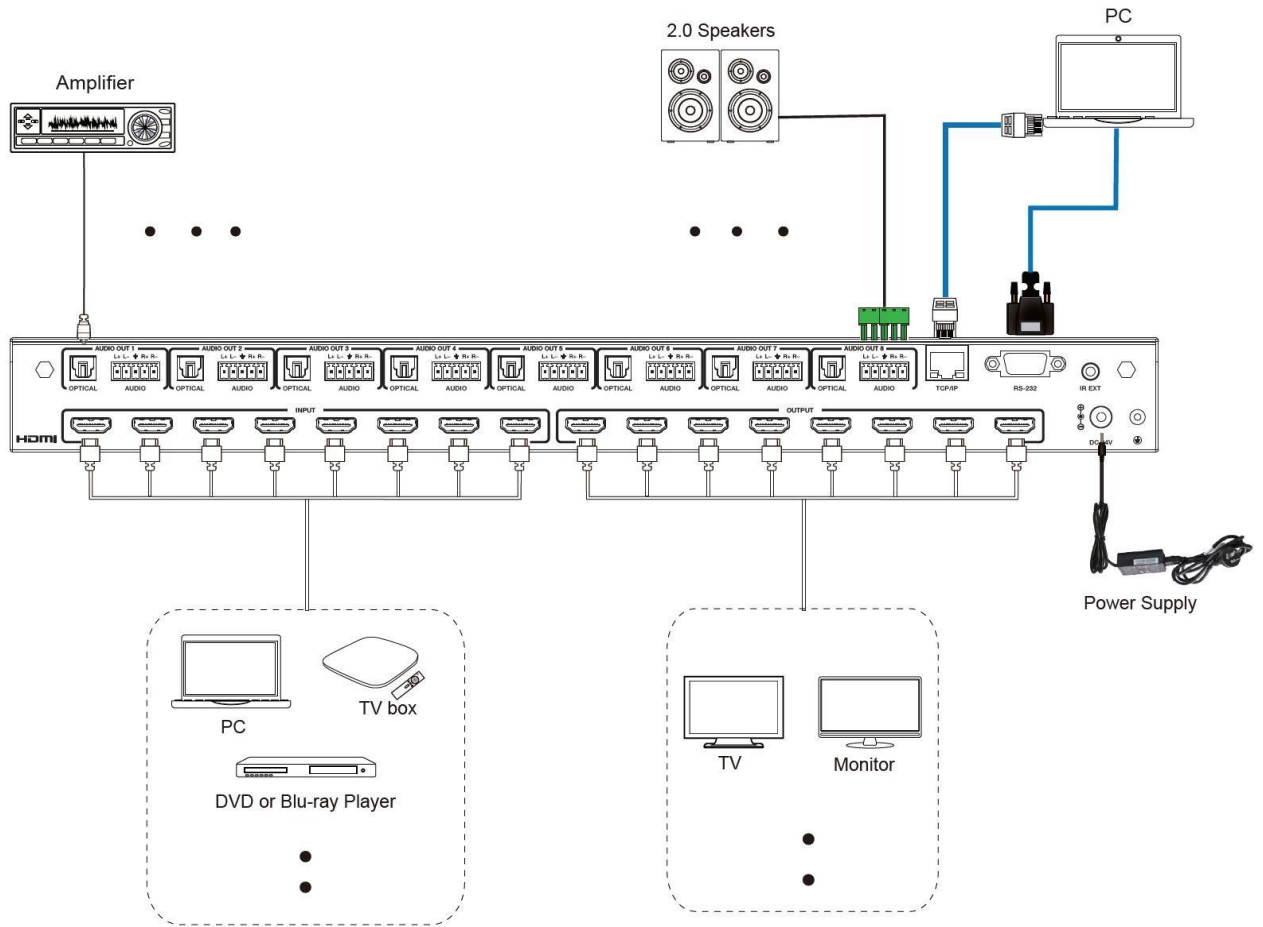 2.0 Speakers
PC
Amplifier
AUDIO OUT 1 AUDIO OUT 2 AUDIO OUT 3 AUDIO OUT 4 AUDIO OUT 5 AUDIO OUT 6 AUDIO OUT 7 AUDIO OUT 8
L+ L- R+ R- L+ L- R+ R- L+ L- R+ R- L+ L- R+ R- L+ L- R+ R- L+ L- R+ R- L+ L- R+ R- L+ L- R+ R-
OPTICAL AUDIO OPTICAL AUDIO OPTICAL AUDIO OPTICAL AUDIO OPTICAL AUDIO OPTICAL AUDIO OPTICAL AUDIO OPTICAL AUDIO TCP/IP RS-232 IR EXT
INPUT OUTPUT
HDMI
Power Supply
TV box
PC
TV
Monitor
DVD or Blu-ray Player